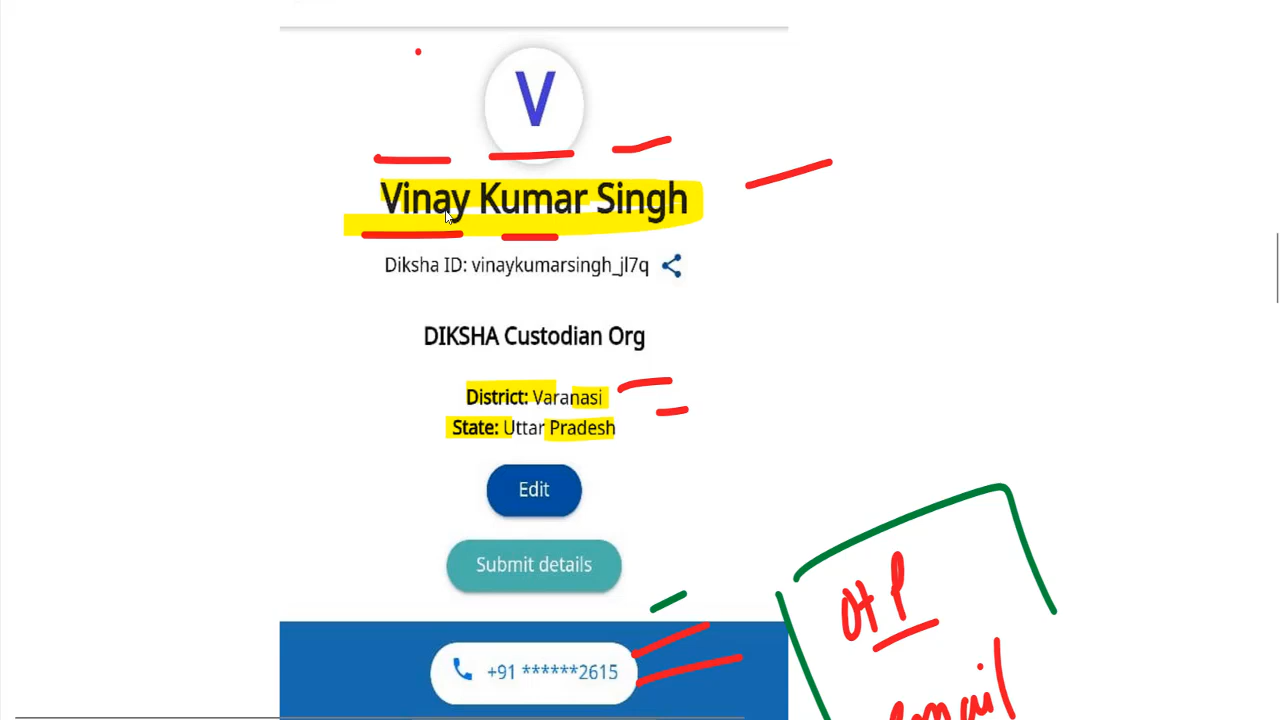 V
Vinay Kumar Singh
Diksha ID: vinaykumarsingh_jl7q
DIKSHA Custodian Org
District: Varanasi
State: Uttar Pradesh
Edit
Submit details
+91 ******2615
OTP
email